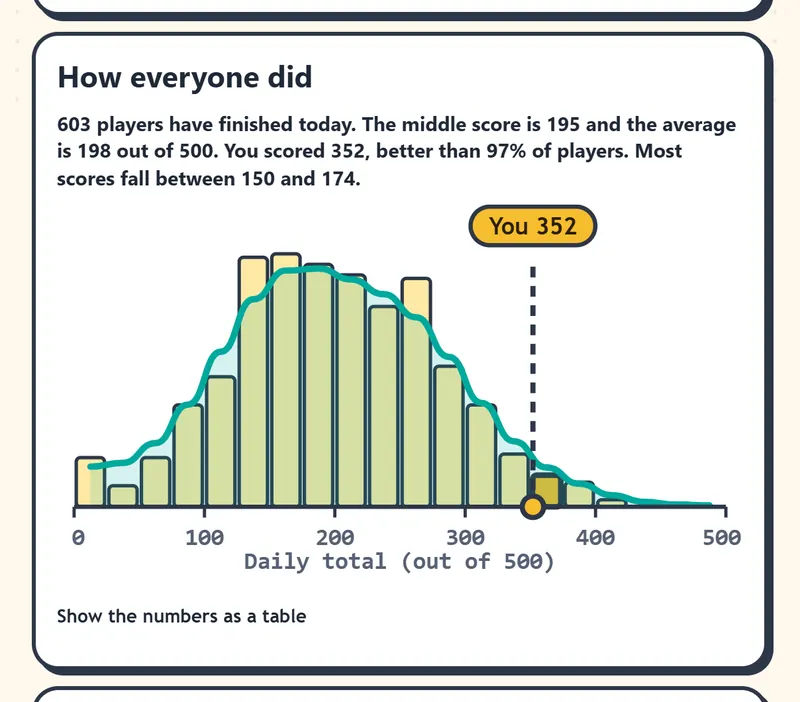 How everyone did
603 players have finished today. The middle score is 195 and the average
is 198 out of 500. You scored 352, better than 97% of players. Most
scores fall between 150 and 174.
You 352
0 100 200 300 400 500
Daily total (out of 500)
Show the numbers as a table